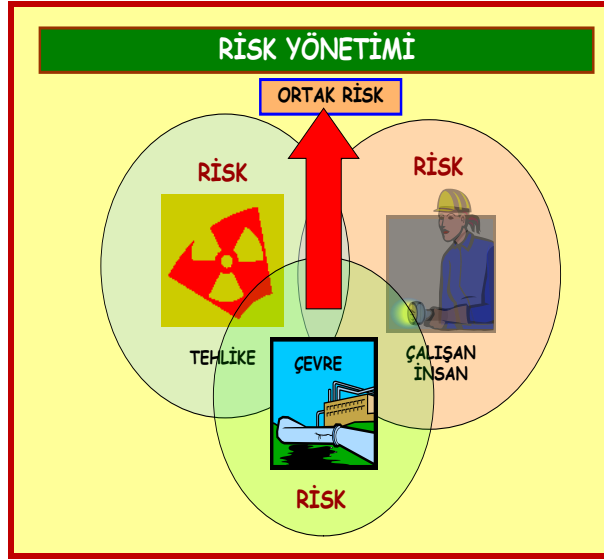 RİSK YÖNETİMİ
ORTAK RİSK
RİSK
RİSK
TEHLİKE
ÇEVRE
ÇALIŞAN
İNSAN
RİSK